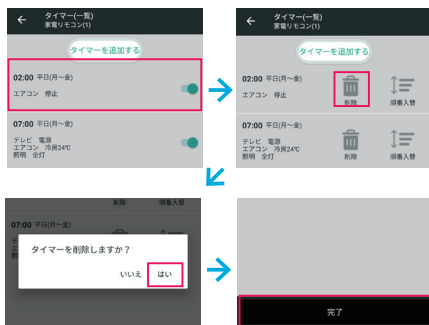 タイマー(一覧)
家電リモコン(1)
タイマーを追加する
02:00 平日(月〜金)
エアコン 停止
07:00 平日(月〜金)
テレビ 電源
エアコン 冷房24℃
照明 全灯
タイマー(一覧)
家電リモコン(1)
タイマーを追加する
02:00 平日(月〜金)
エアコン 停止
削除 順番入替
07:00 平日(月〜金)
テレビ 電源
エアコン 冷房24℃
照明 全灯
削除 順番入替
削除 順番入替
07:00 平日(月〜金)
タイマーを削除しますか？
いいえ はい
完了